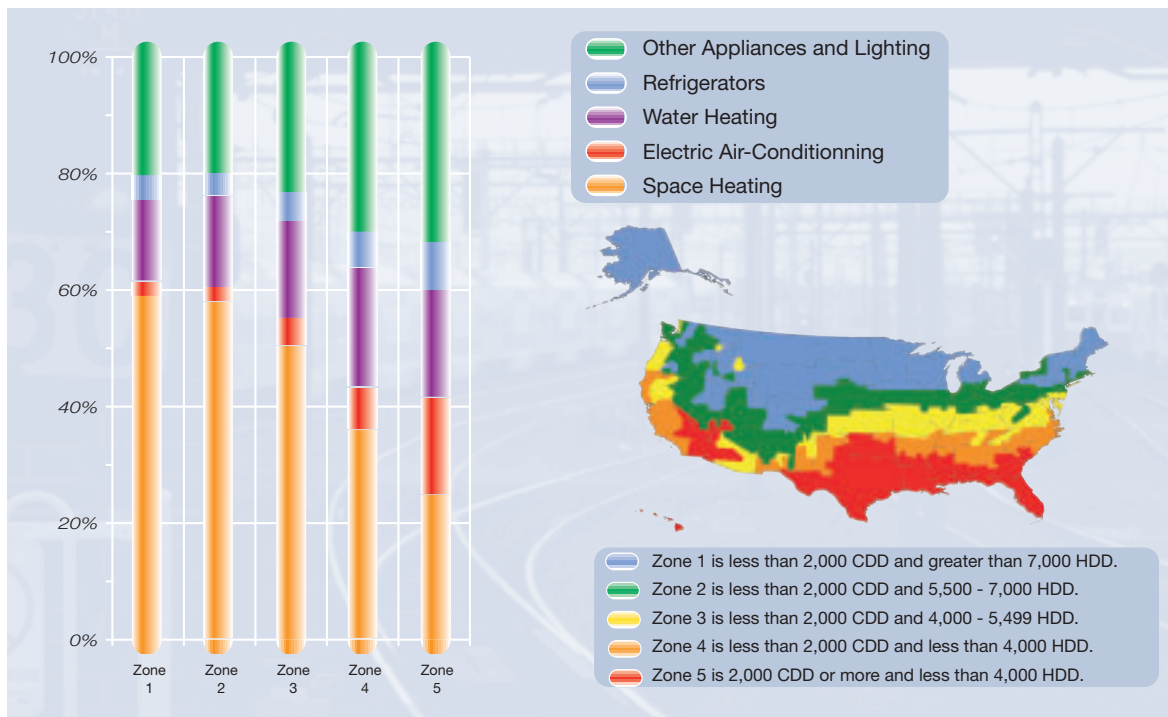 100%
80%
60%
40%
20%
0%
Zone
1
Zone
2
Zone
3
Zone
4
Zone
5
Other Appliances and Lighting
Refrigerators
Water Heating
Electric Air-Conditionning
Space Heating
Zone 1 is less than 2,000 CDD and greater than 7,000 HDD.
Zone 2 is less than 2,000 CDD and 5,500 - 7,000 HDD.
Zone 3 is less than 2,000 CDD and 4,000 - 5,499 HDD.
Zone 4 is less than 2,000 CDD and less than 4,000 HDD.
Zone 5 is 2,000 CDD or more and less than 4,000 HDD.